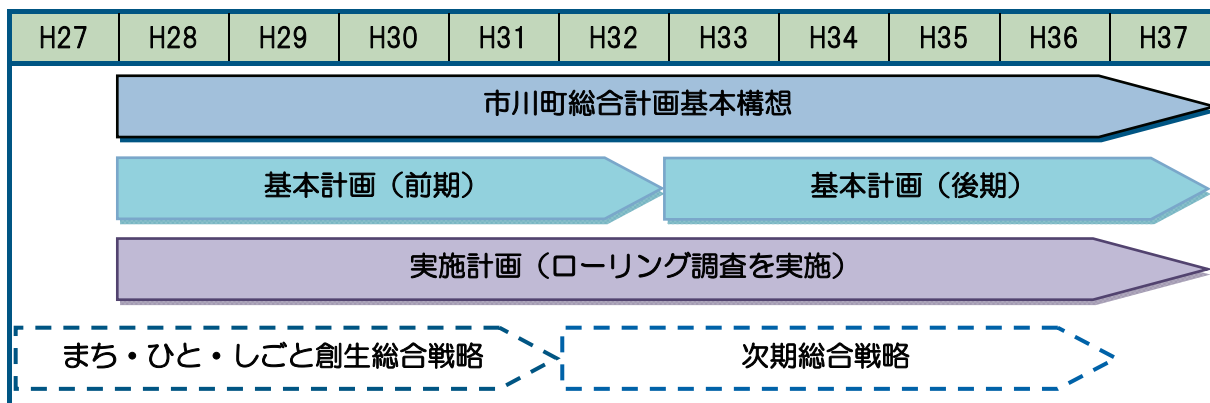 H27 H28 H29 H30 H31 H32 H33 H34 H35 H36 H37
市川町総合計画基本構想
基本計画（前期） 基本計画（後期）
実施計画（ローリング調査を実施）
まち・ひと・しごと創生総合戦略 次期総合戦略